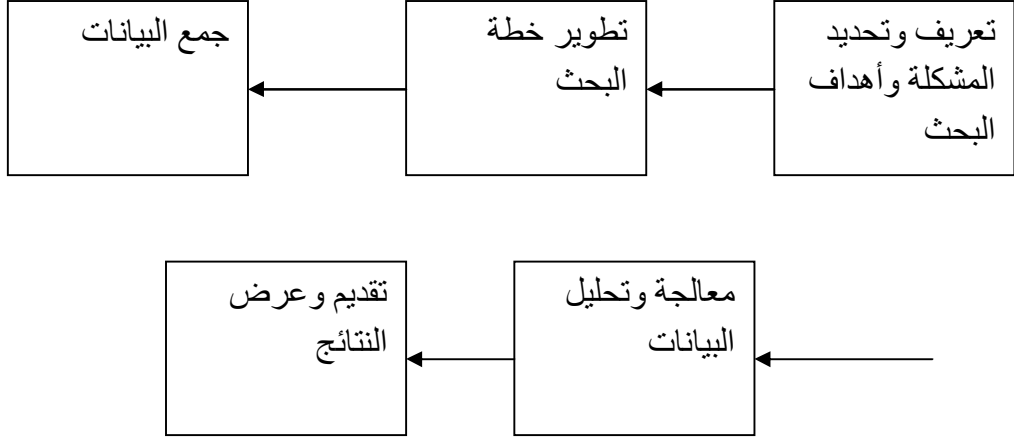 تعريف وتحديد
المشكلة وأهداف
البحث
تطوير خطة
البحث
جمع البيانات
معالجة وتحليل
البيانات
تقديم وعرض
النتائج